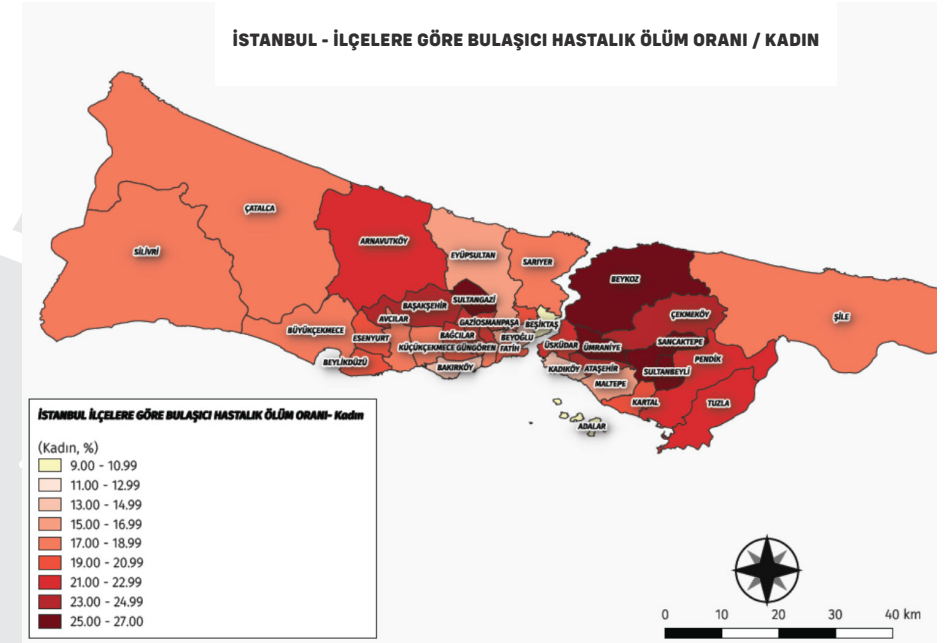 İSTANBUL - İLÇELERE GÖRE BULAŞICI HASTALIK ÖLÜM ORANI / KADIN
ÇATALCA
SİLİVRİ
ARNAVUTKÖY
EYÜPSULTAN
SARIYER
BEYKOZ
ŞİLE
BAŞAKŞEHİR
SULTANGAZİ
ÇEKMEKÖY
BÜYÜKÇEKMECE
AVCILAR
GAZİOSMANPAŞA
BEŞİKTAŞ
ESENYURT
BAĞCILAR
BEYOĞLU
ÜSKÜDAR
ÜMRANİYE
SANCAKTEPE
KÜÇÜKÇEKMECE
GÜNGÖREN
FATİH
PENDİK
BEYLİKDÜZÜ
BAKIRKÖY
KADIKÖY
ATAŞEHİR
SULTANBEYLİ
MALTEPE
KARTAL
TUZLA
ADALAR
İSTANBUL İLÇELERE GÖRE BULAŞICI HASTALIK ÖLÜM ORANI- Kadın
(Kadın, %)
9.00 - 10.99
11.00 - 12.99
13.00 - 14.99
15.00 - 16.99
17.00 - 18.99
19.00 - 20.99
21.00 - 22.99
23.00 - 24.99
25.00 - 27.00
0 10 20 30 40 km